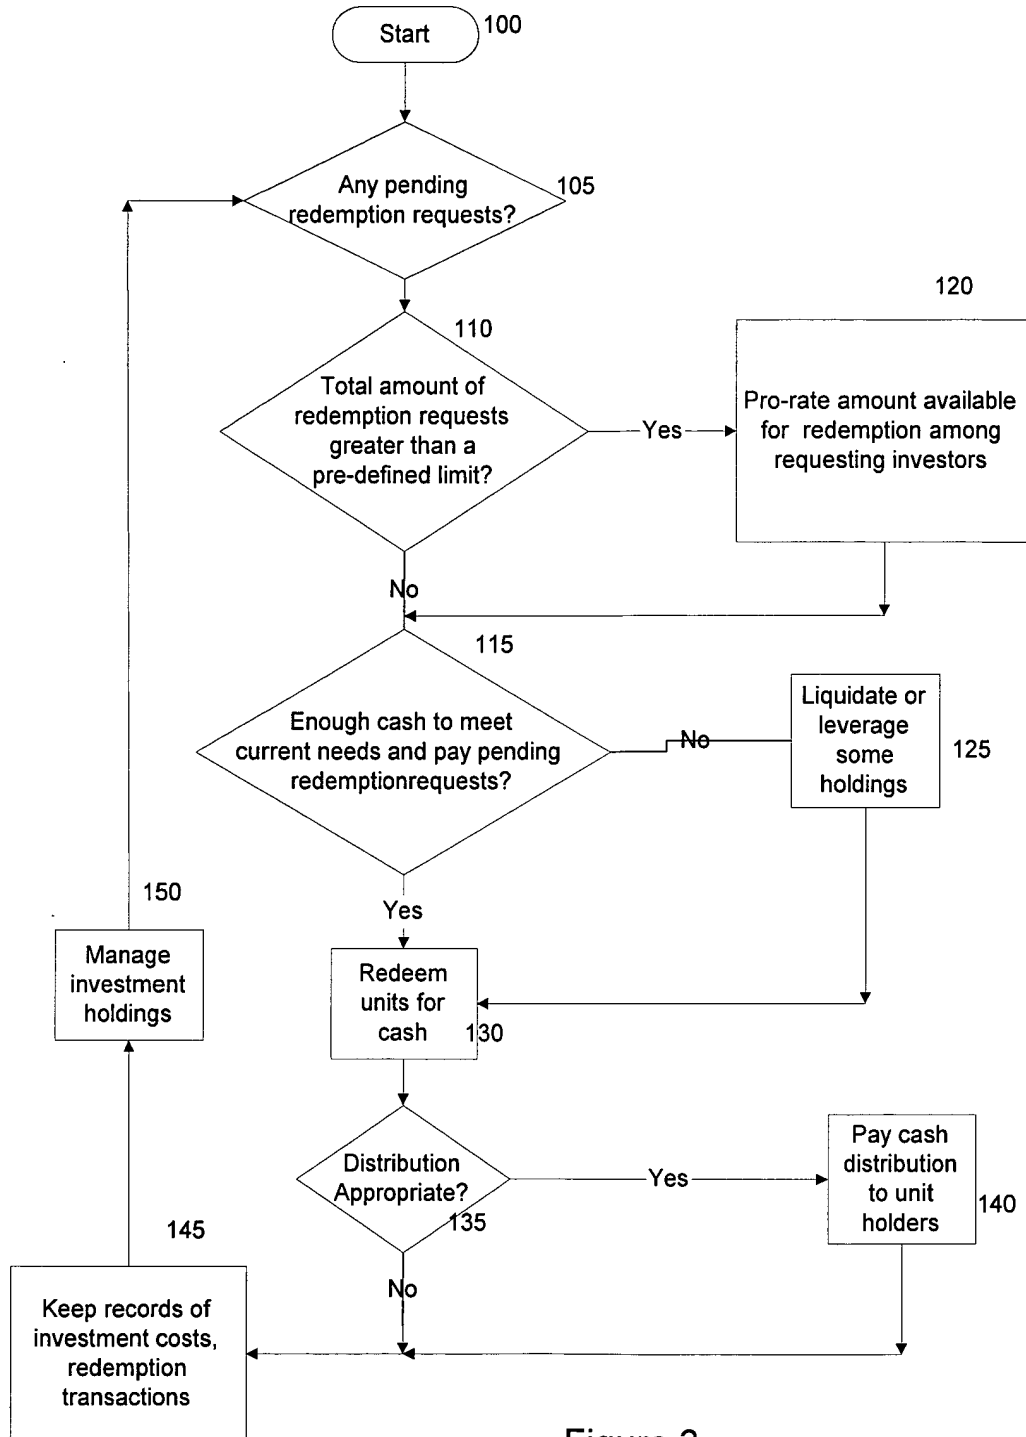 Start
100
Any pending
redemption requests?
105
110
Total amount of
redemption requests
greater than a
pre-defined limit?
Yes
120
Pro-rate amount available
for redemption among
requesting investors
No
115
Enough cash to meet
current needs and pay pending
redemptionrequests?
No
Liquidate or
leverage
some
holdings
125
Yes
150
Manage
investment
holdings
Redeem
units for
cash
130
Distribution
Appropriate?
135
Yes
Pay cash
distribution
to unit
holders
140
No
145
Keep records of
investment costs,
redemption
transactions